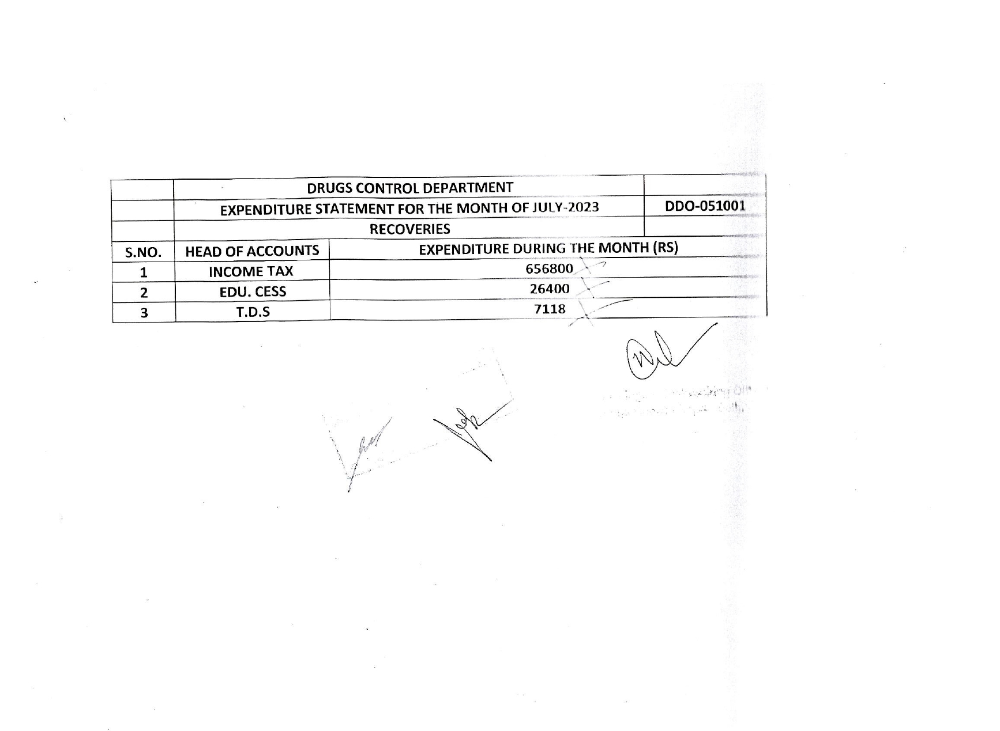 DRUGS CONTROL DEPARTMENT
EXPENDITURE STATEMENT FOR THE MONTH OF JULY-2023 DDO-051001
RECOVERIES
S.NO. HEAD OF ACCOUNTS EXPENDITURE DURING THE MONTH (RS)
1 INCOME TAX 656800
2 EDU. CESS 26400
3 T.D.S 7118